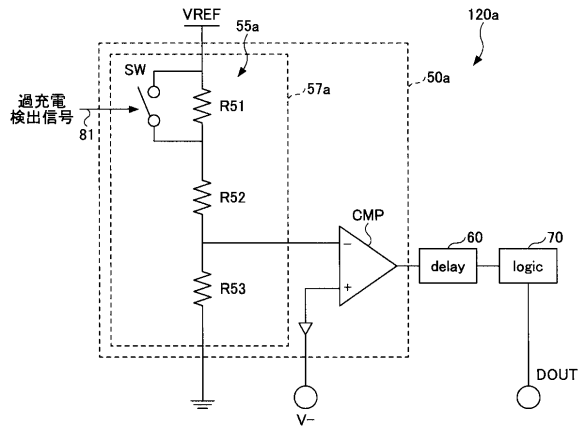 VREF
55a
120a
SW
57a
50a
過充電
検出信号
81
R51
R52
CMP
60
70
−
delay
logic
R53
+
DOUT
V−